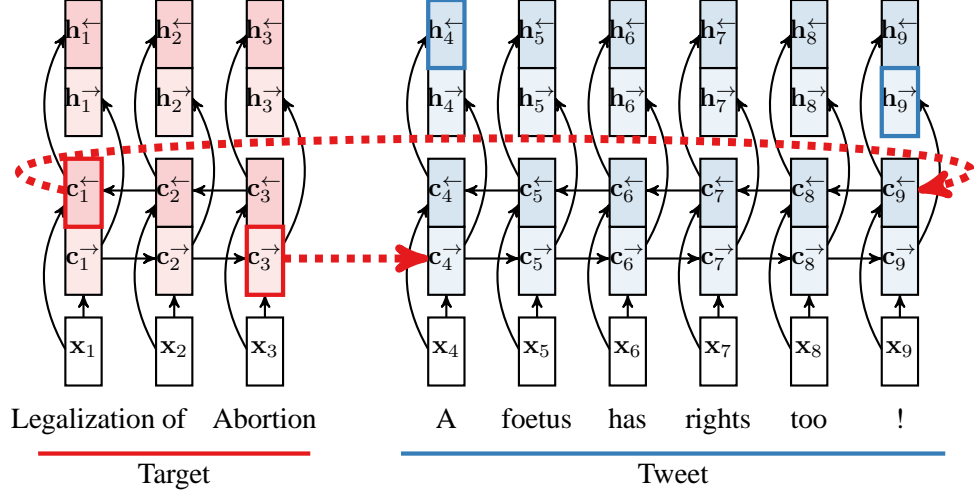 h₁← h₂← h₃← h₄← h₅← h₆← h₇← h₈← h₉←
h₁→ h₂→ h₃→ h₄→ h₅→ h₆→ h₇→ h₈→ h₉→
c₁← c₂← c₃← c₄← c₅← c₆← c₇← c₈← c₉←
c₁→ c₂→ c₃→ c₄→ c₅→ c₆→ c₇→ c₈→ c₉→
x₁ x₂ x₃ x₄ x₅ x₆ x₇ x₈ x₉
Legalization of Abortion A foetus has rights too !
Target Tweet